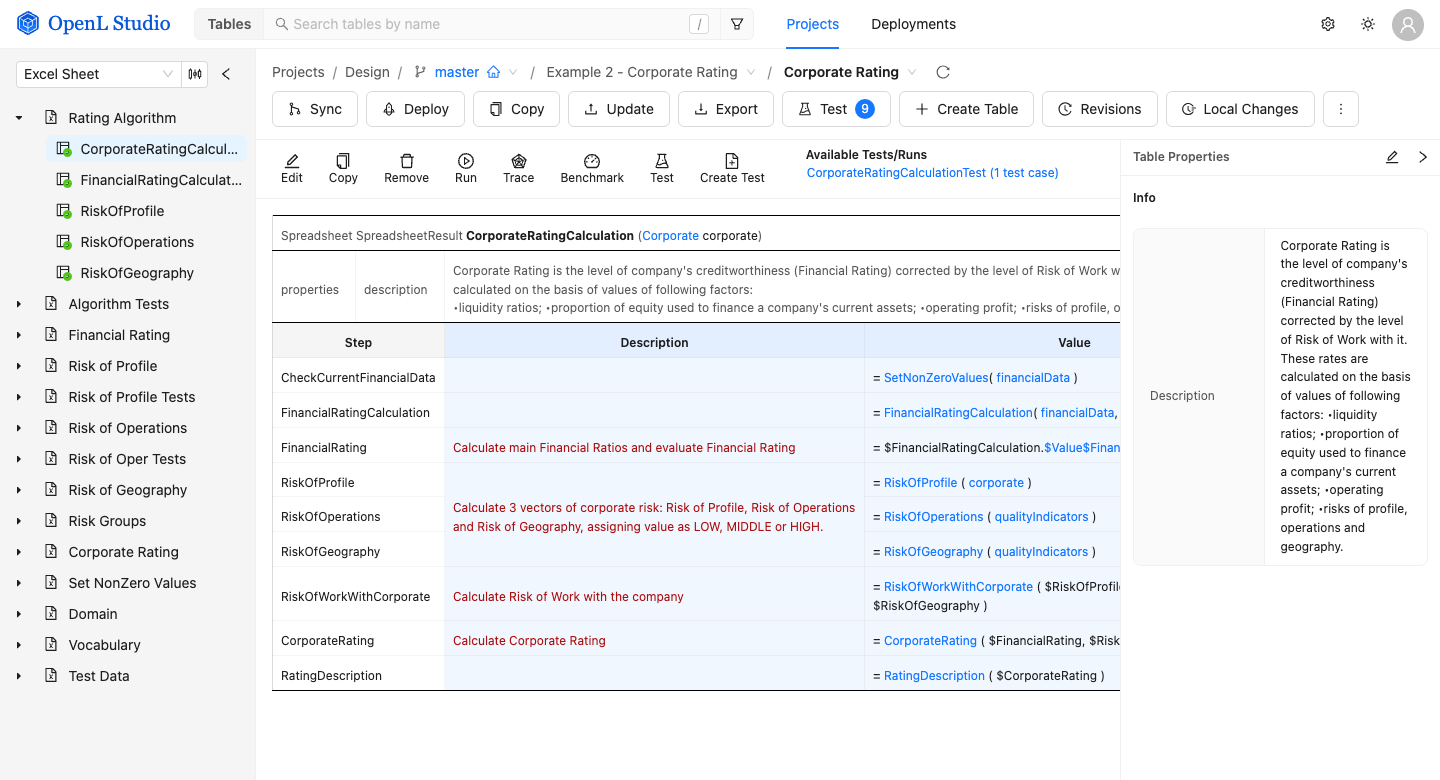 OpenL Studio
Tables
Search tables by name
/
Projects
Deployments
Excel Sheet
Rating Algorithm
CorporateRatingCalcul...
FinancialRatingCalculat...
RiskOfProfile
RiskOfOperations
RiskOfGeography
Algorithm Tests
Financial Rating
Risk of Profile
Risk of Profile Tests
Risk of Operations
Risk of Oper Tests
Risk of Geography
Risk Groups
Corporate Rating
Set NonZero Values
Domain
Vocabulary
Test Data
Projects / Design / master / Example 2 - Corporate Rating / Corporate Rating
Sync
Deploy
Copy
Update
Export
Test 9
Create Table
Revisions
Local Changes
Edit
Copy
Remove
Run
Trace
Benchmark
Test
Create Test
Available Tests/Runs
CorporateRatingCalculationTest (1 test case)
Spreadsheet SpreadsheetResult CorporateRatingCalculation (Corporate corporate)
properties
description
Corporate Rating is the level of company's creditworthiness (Financial Rating) corrected by the level of Risk of Work w
calculated on the basis of values of following factors:
•liquidity ratios; •proportion of equity used to finance a company's current assets; •operating profit; •risks of profile, o
Step
Description
Value
CheckCurrentFinancialData
= SetNonZeroValues( financialData )
FinancialRatingCalculation
= FinancialRatingCalculation( financialData,
FinancialRating
Calculate main Financial Ratios and evaluate Financial Rating
= $FinancialRatingCalculation.$Value$Finan
RiskOfProfile
= RiskOfProfile ( corporate )
Calculate 3 vectors of corporate risk: Risk of Profile, Risk of Operations
and Risk of Geography, assigning value as LOW, MIDDLE or HIGH.
RiskOfOperations
= RiskOfOperations ( qualityIndicators )
RiskOfGeography
= RiskOfGeography ( qualityIndicators )
RiskOfWorkWithCorporate
Calculate Risk of Work with the company
= RiskOfWorkWithCorporate ( $RiskOfProfile
$RiskOfGeography )
CorporateRating
Calculate Corporate Rating
= CorporateRating ( $FinancialRating, $Risk
RatingDescription
= RatingDescription ( $CorporateRating )
Table Properties
Info
Description
Corporate Rating is
the level of company's
creditworthiness
(Financial Rating)
corrected by the level
of Risk of Work with it.
These rates are
calculated on the basis
of values of following
factors: •liquidity
ratios; •proportion of
equity used to finance
a company's current
assets; •operating
profit; •risks of profile,
operations and
geography.